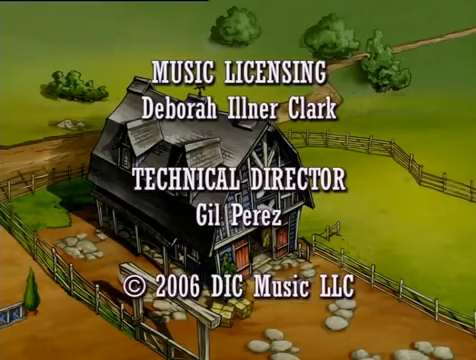 MUSIC LICENSING
Deborah Illner Clark
TECHNICAL DIRECTOR
Gil Perez
© 2006 DIC Music LLC